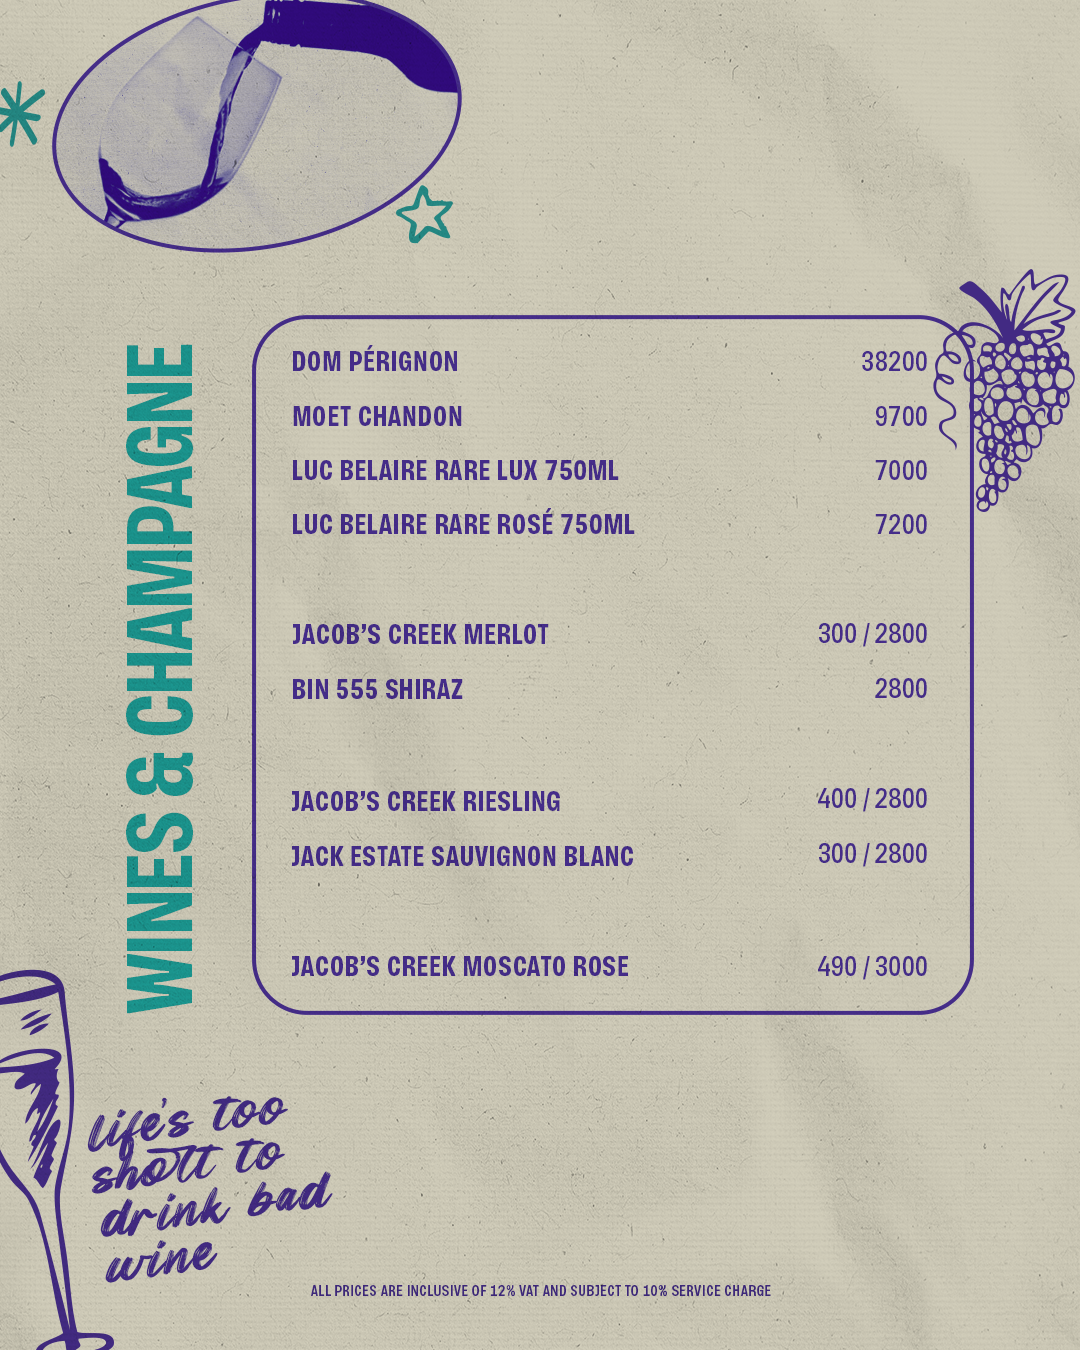 WINES & CHAMPAGNE
DOM PÉRIGNON 38200
MOET CHANDON 9700
LUC BELAIRE RARE LUX 750ML 7000
LUC BELAIRE RARE ROSÉ 750ML 7200
JACOB’S CREEK MERLOT 300 / 2800
BIN 555 SHIRAZ 2800
JACOB’S CREEK RIESLING 400 / 2800
JACK ESTATE SAUVIGNON BLANC 300 / 2800
JACOB’S CREEK MOSCATO ROSE 490 / 3000
life's too
short to
drink bad
wine
ALL PRICES ARE INCLUSIVE OF 12% VAT AND SUBJECT TO 10% SERVICE CHARGE